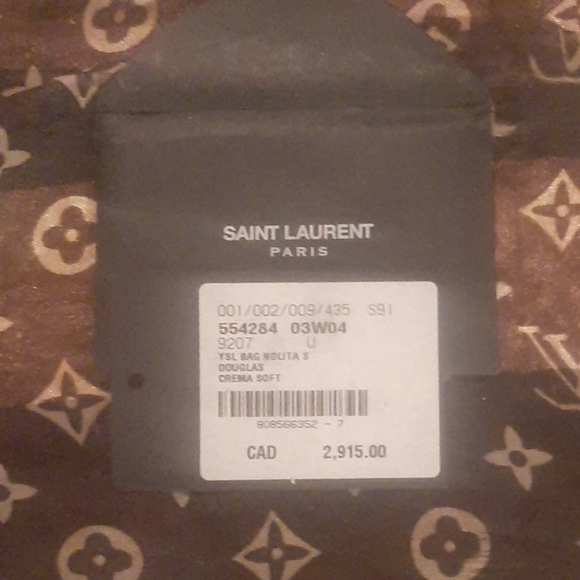 SAINT LAURENT
PARIS
001/002/009/435 S91
554284 03W04
9207 U
YSL BAG NOLITA S
DOUGLAS
CREMA SOFT
808566352 - 7
CAD 2,915.00